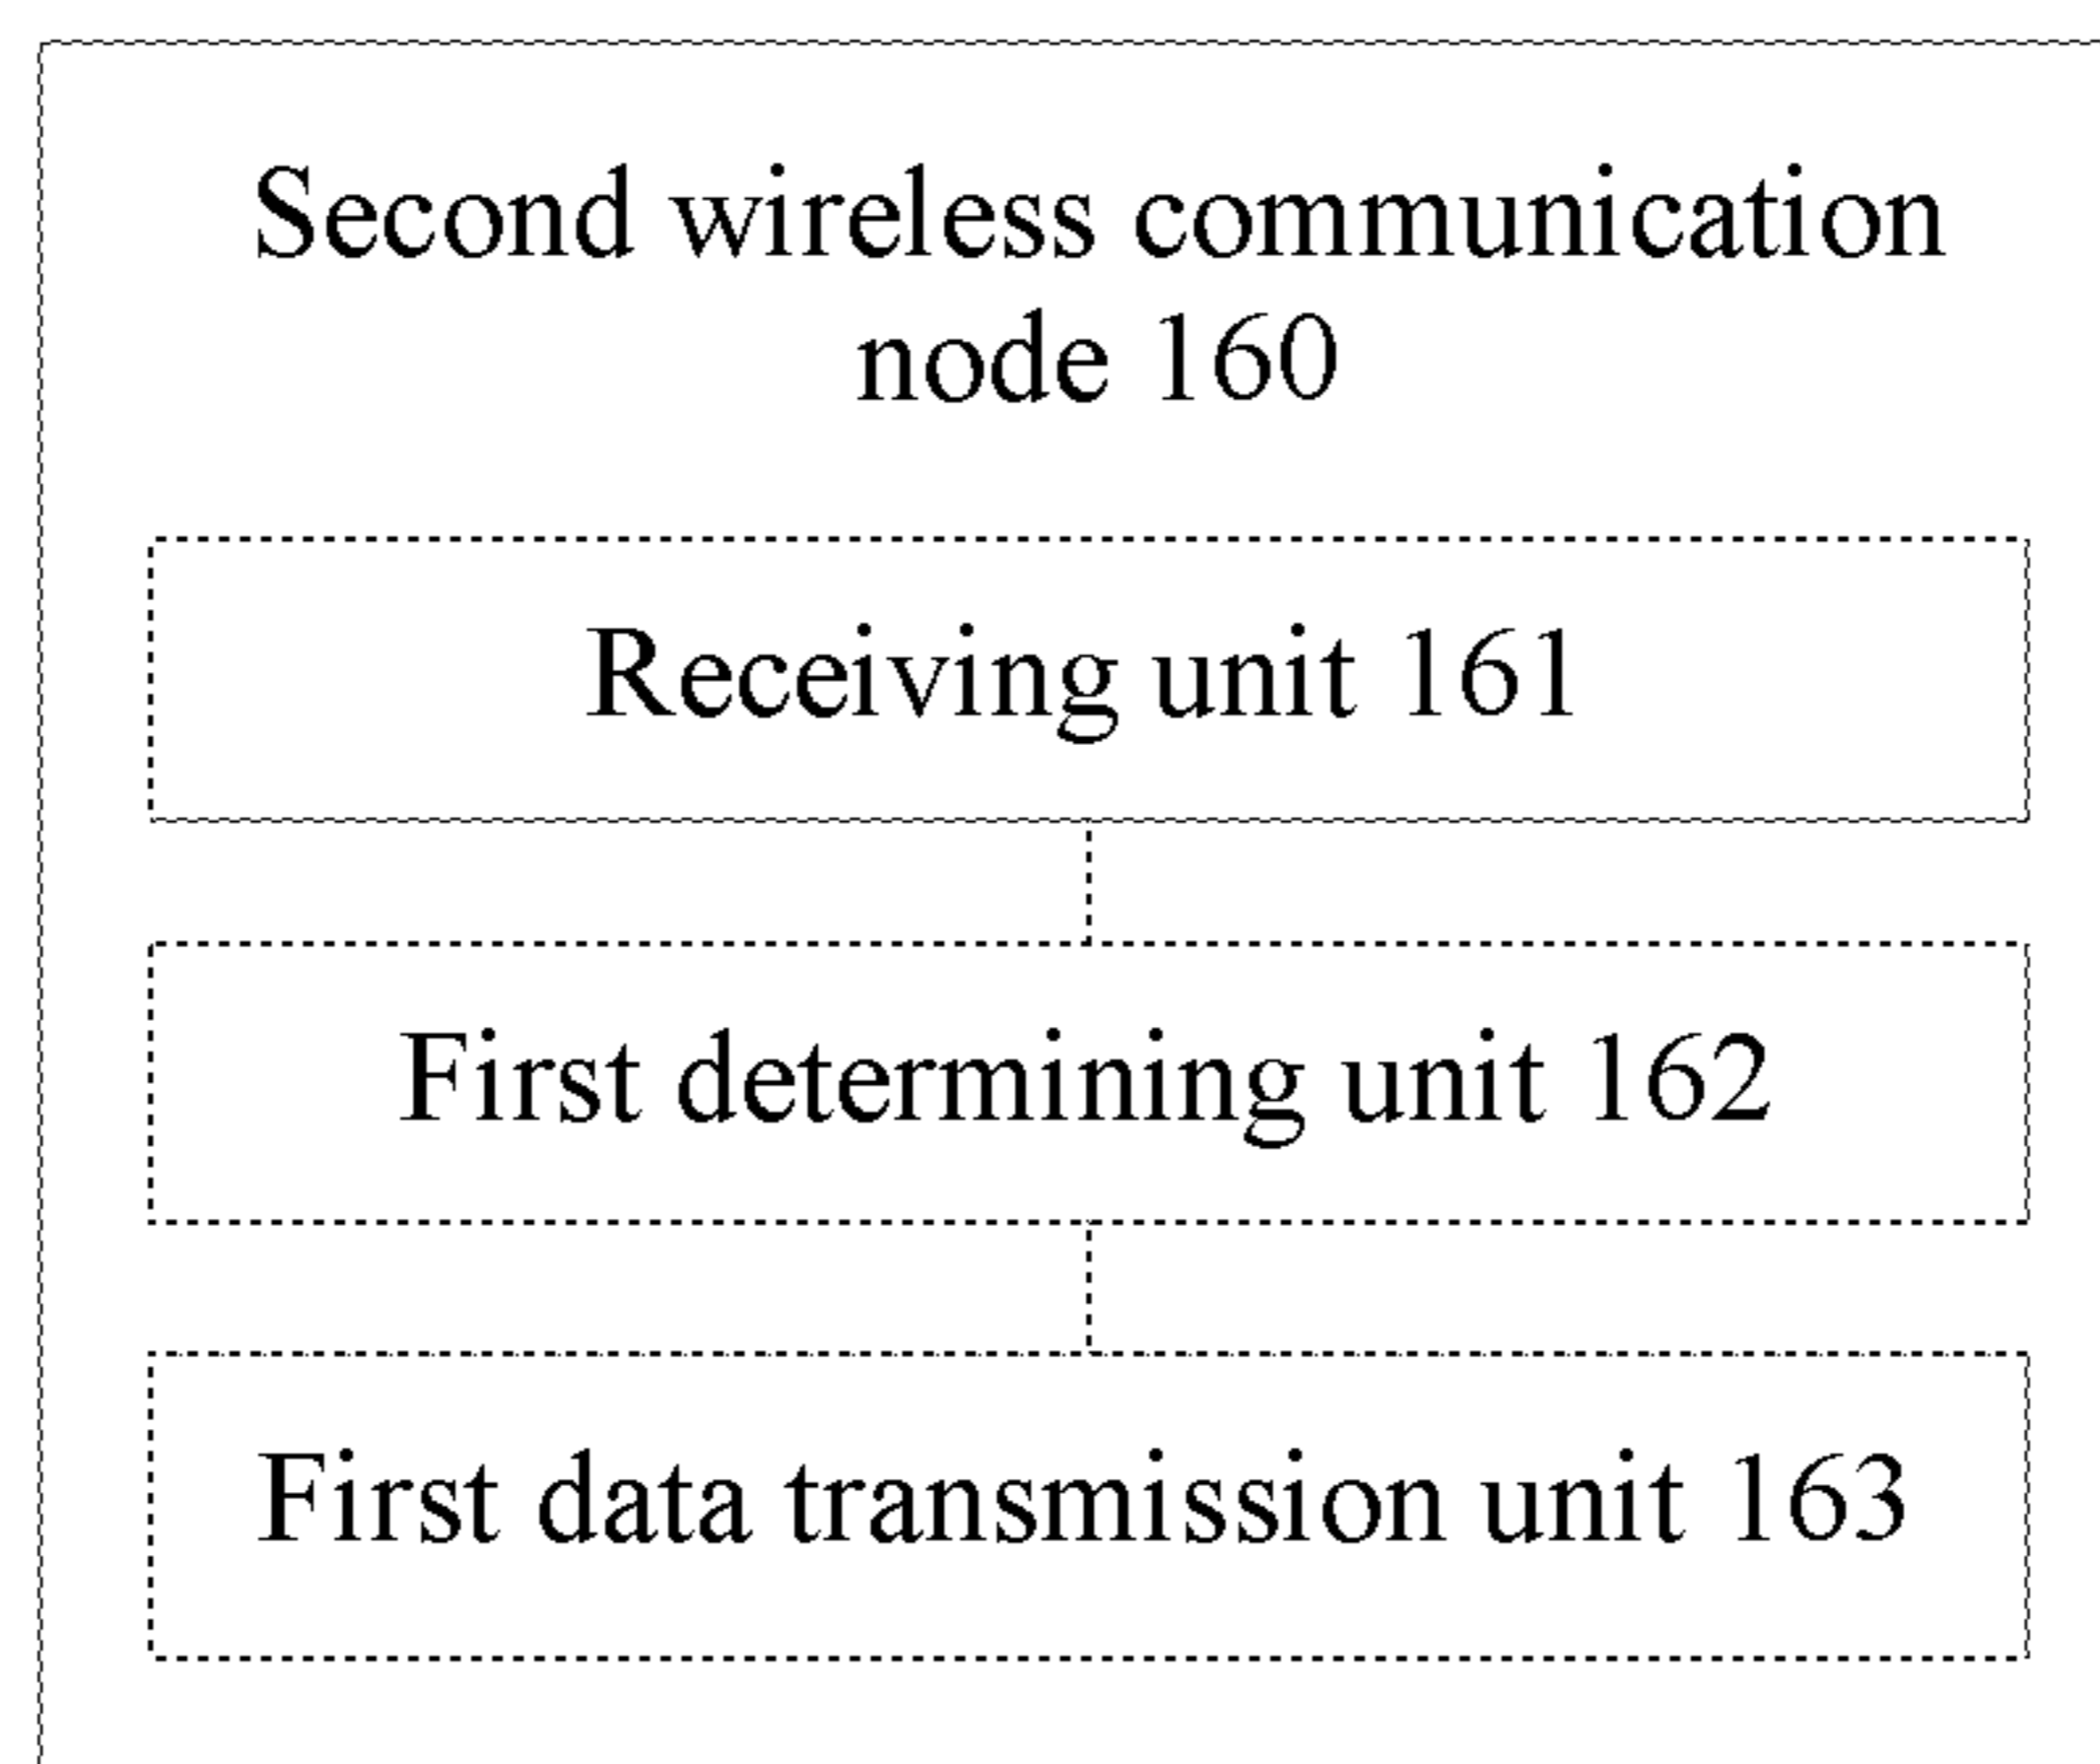 Second wireless communication
node 160
Receiving unit 161
First determining unit 162
First data transmission unit 163